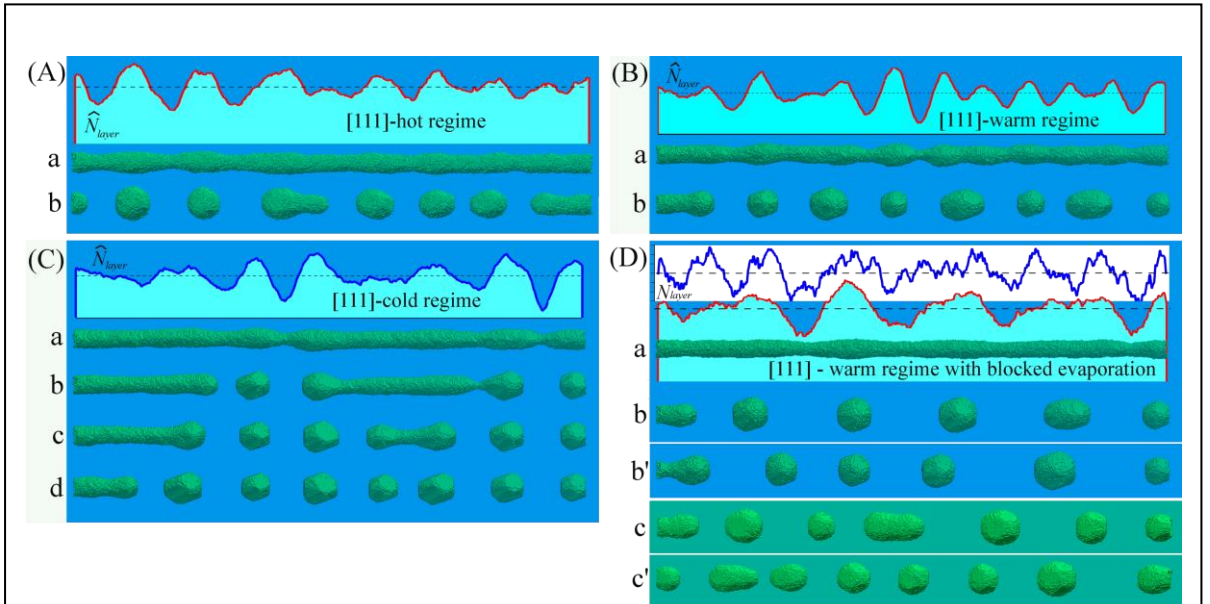 (A)
N̂layer
[111]-hot regime
a
b
(B)
N̂layer
[111]-warm regime
a
b
(C)
N̂layer
[111]-cold regime
a
b
c
d
(D)
Nlayer
a
[111] - warm regime with blocked evaporation
b
b'
c
c'